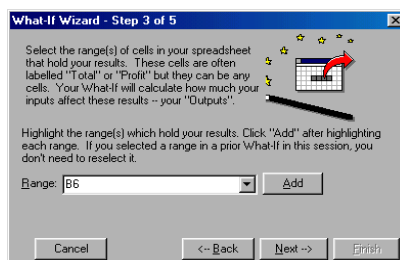 What-If Wizard - Step 3 of 5
Select the range(s) of cells in your spreadsheet
that hold your results. These cells are often
labelled "Total" or "Profit" but they can be any
cells. Your What-If will calculate how much your
inputs affect these results -- your "Outputs".
Highlight the range(s) which hold your results. Click "Add" after highlighting
each range. If you selected a range in a prior What-If in this session, you
don't need to reselect it.
Range: B6 Add
Cancel <-- Back Next --> Finish